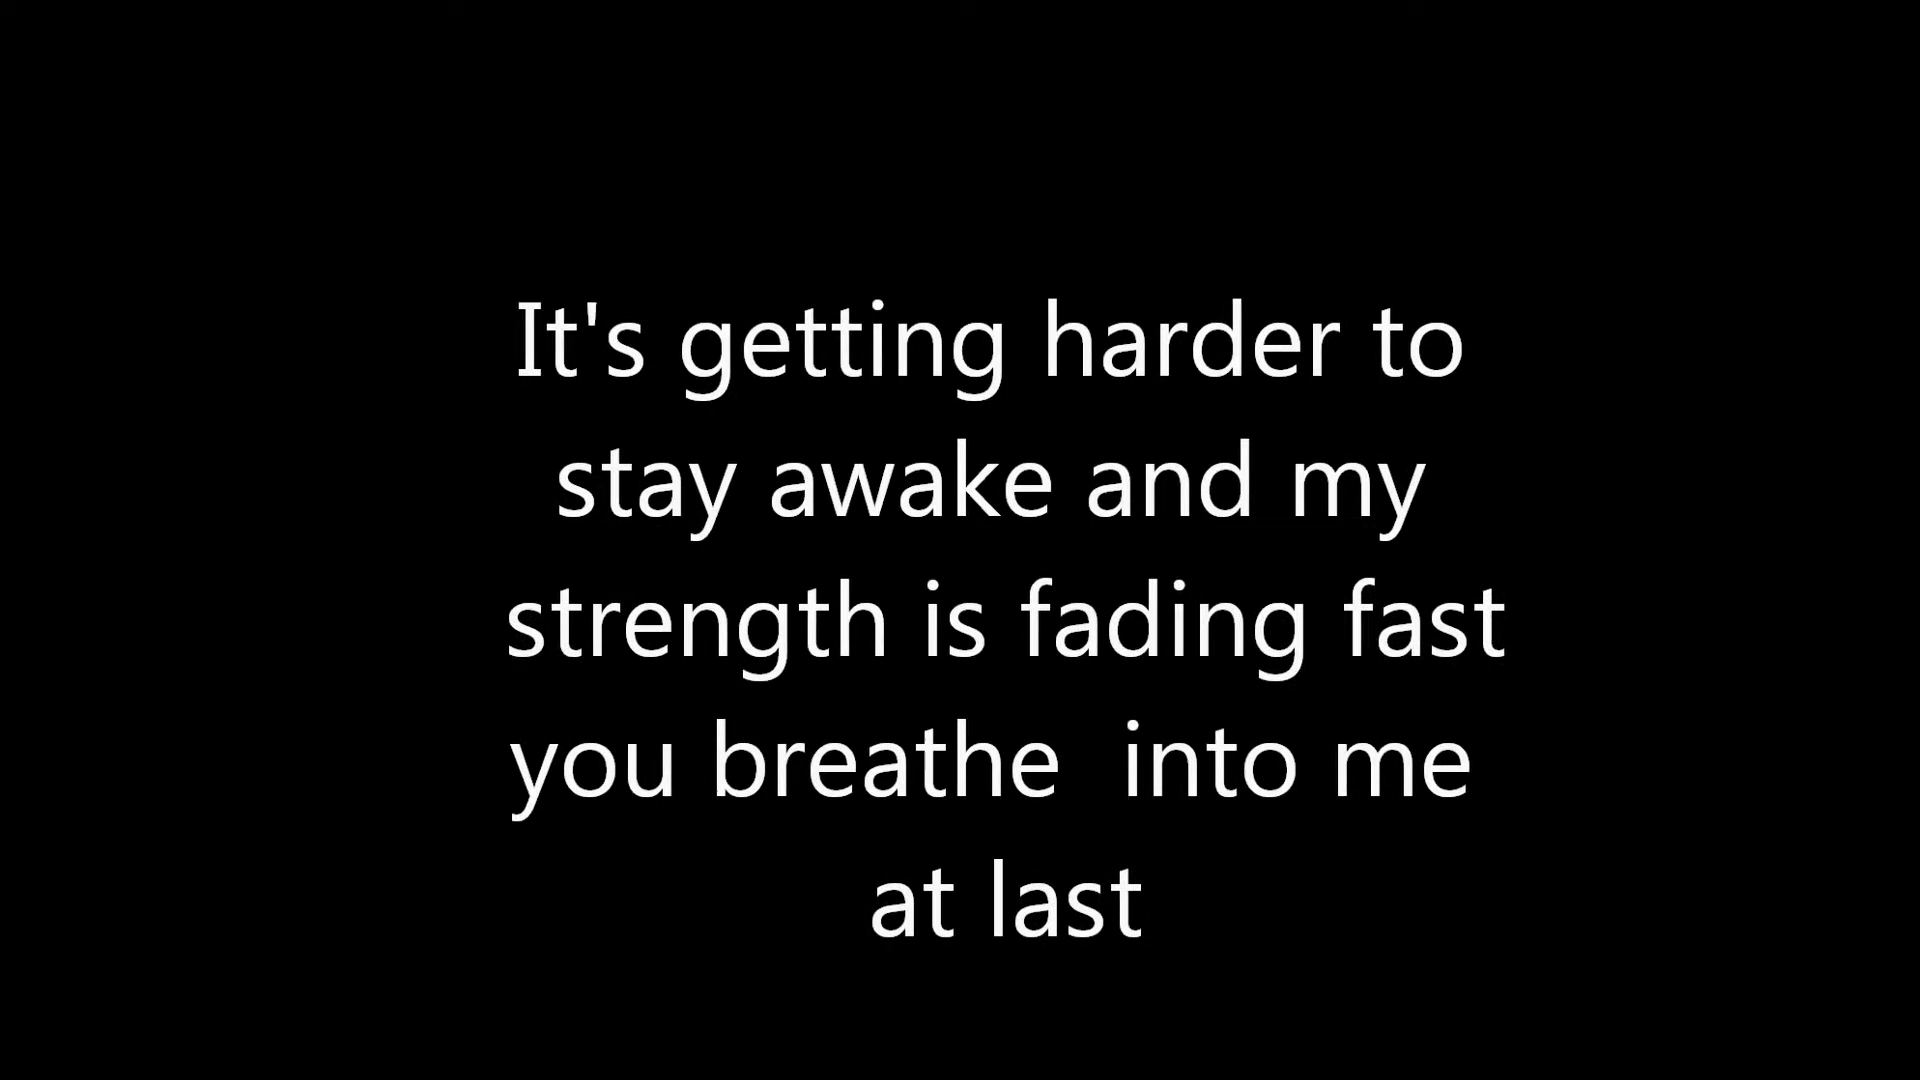 It's getting harder to
stay awake and my
strength is fading fast
you breathe  into me
at last